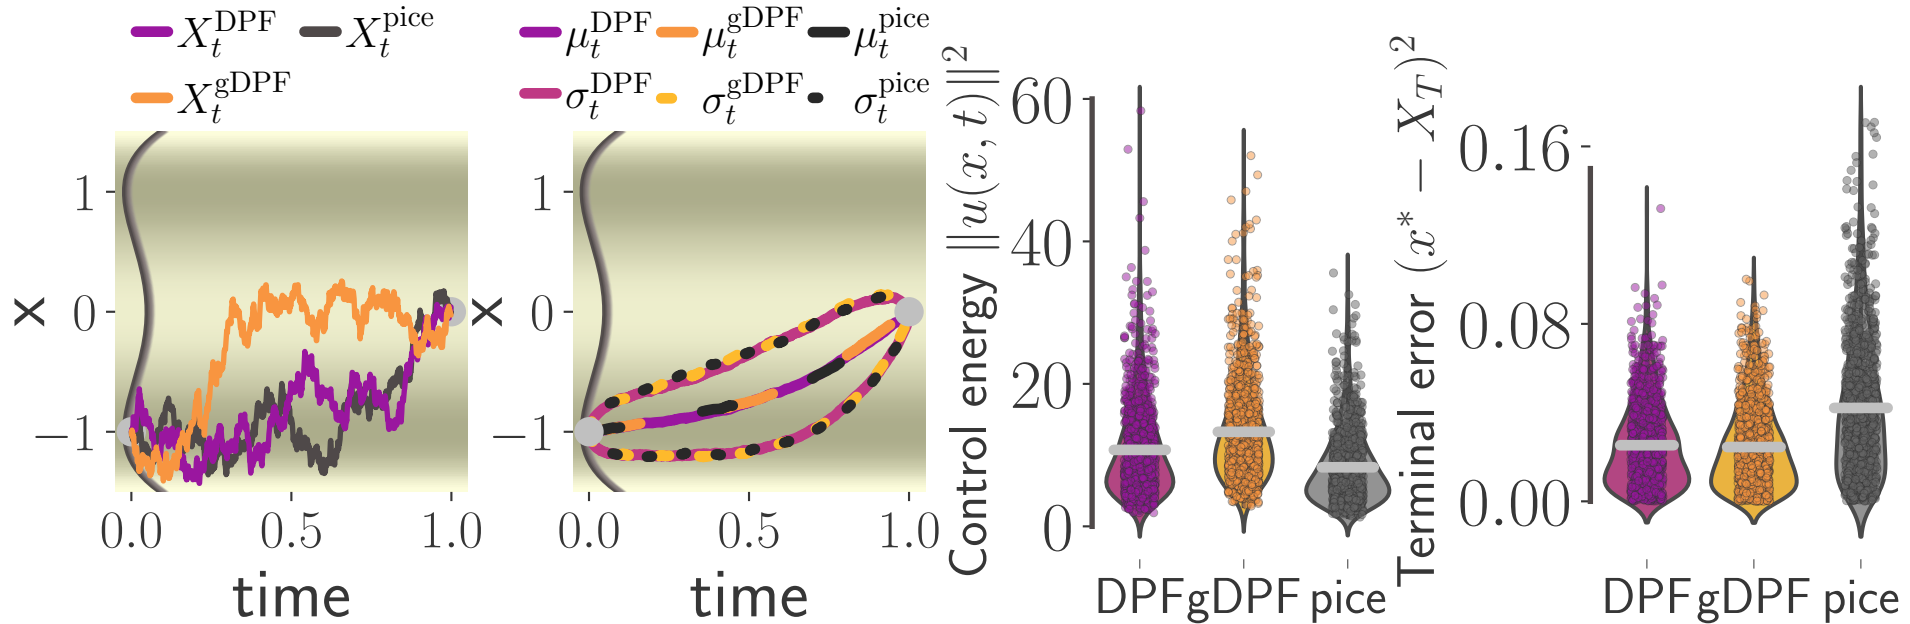 X_t^DPF X_t^pice
X_t^gDPF
1
0
−1
x
0.0 0.5 1.0
time
μ_t^DPF μ_t^gDPF μ_t^pice
σ_t^DPF σ_t^gDPF σ_t^pice
1
0
−1
x
0.0 0.5 1.0
time
Control energy ‖u(x, t)‖²
60
40
20
0
DPF gDPF pice
Terminal error (x* − X_T)²
0.16
0.08
0.00
DPF gDPF pice